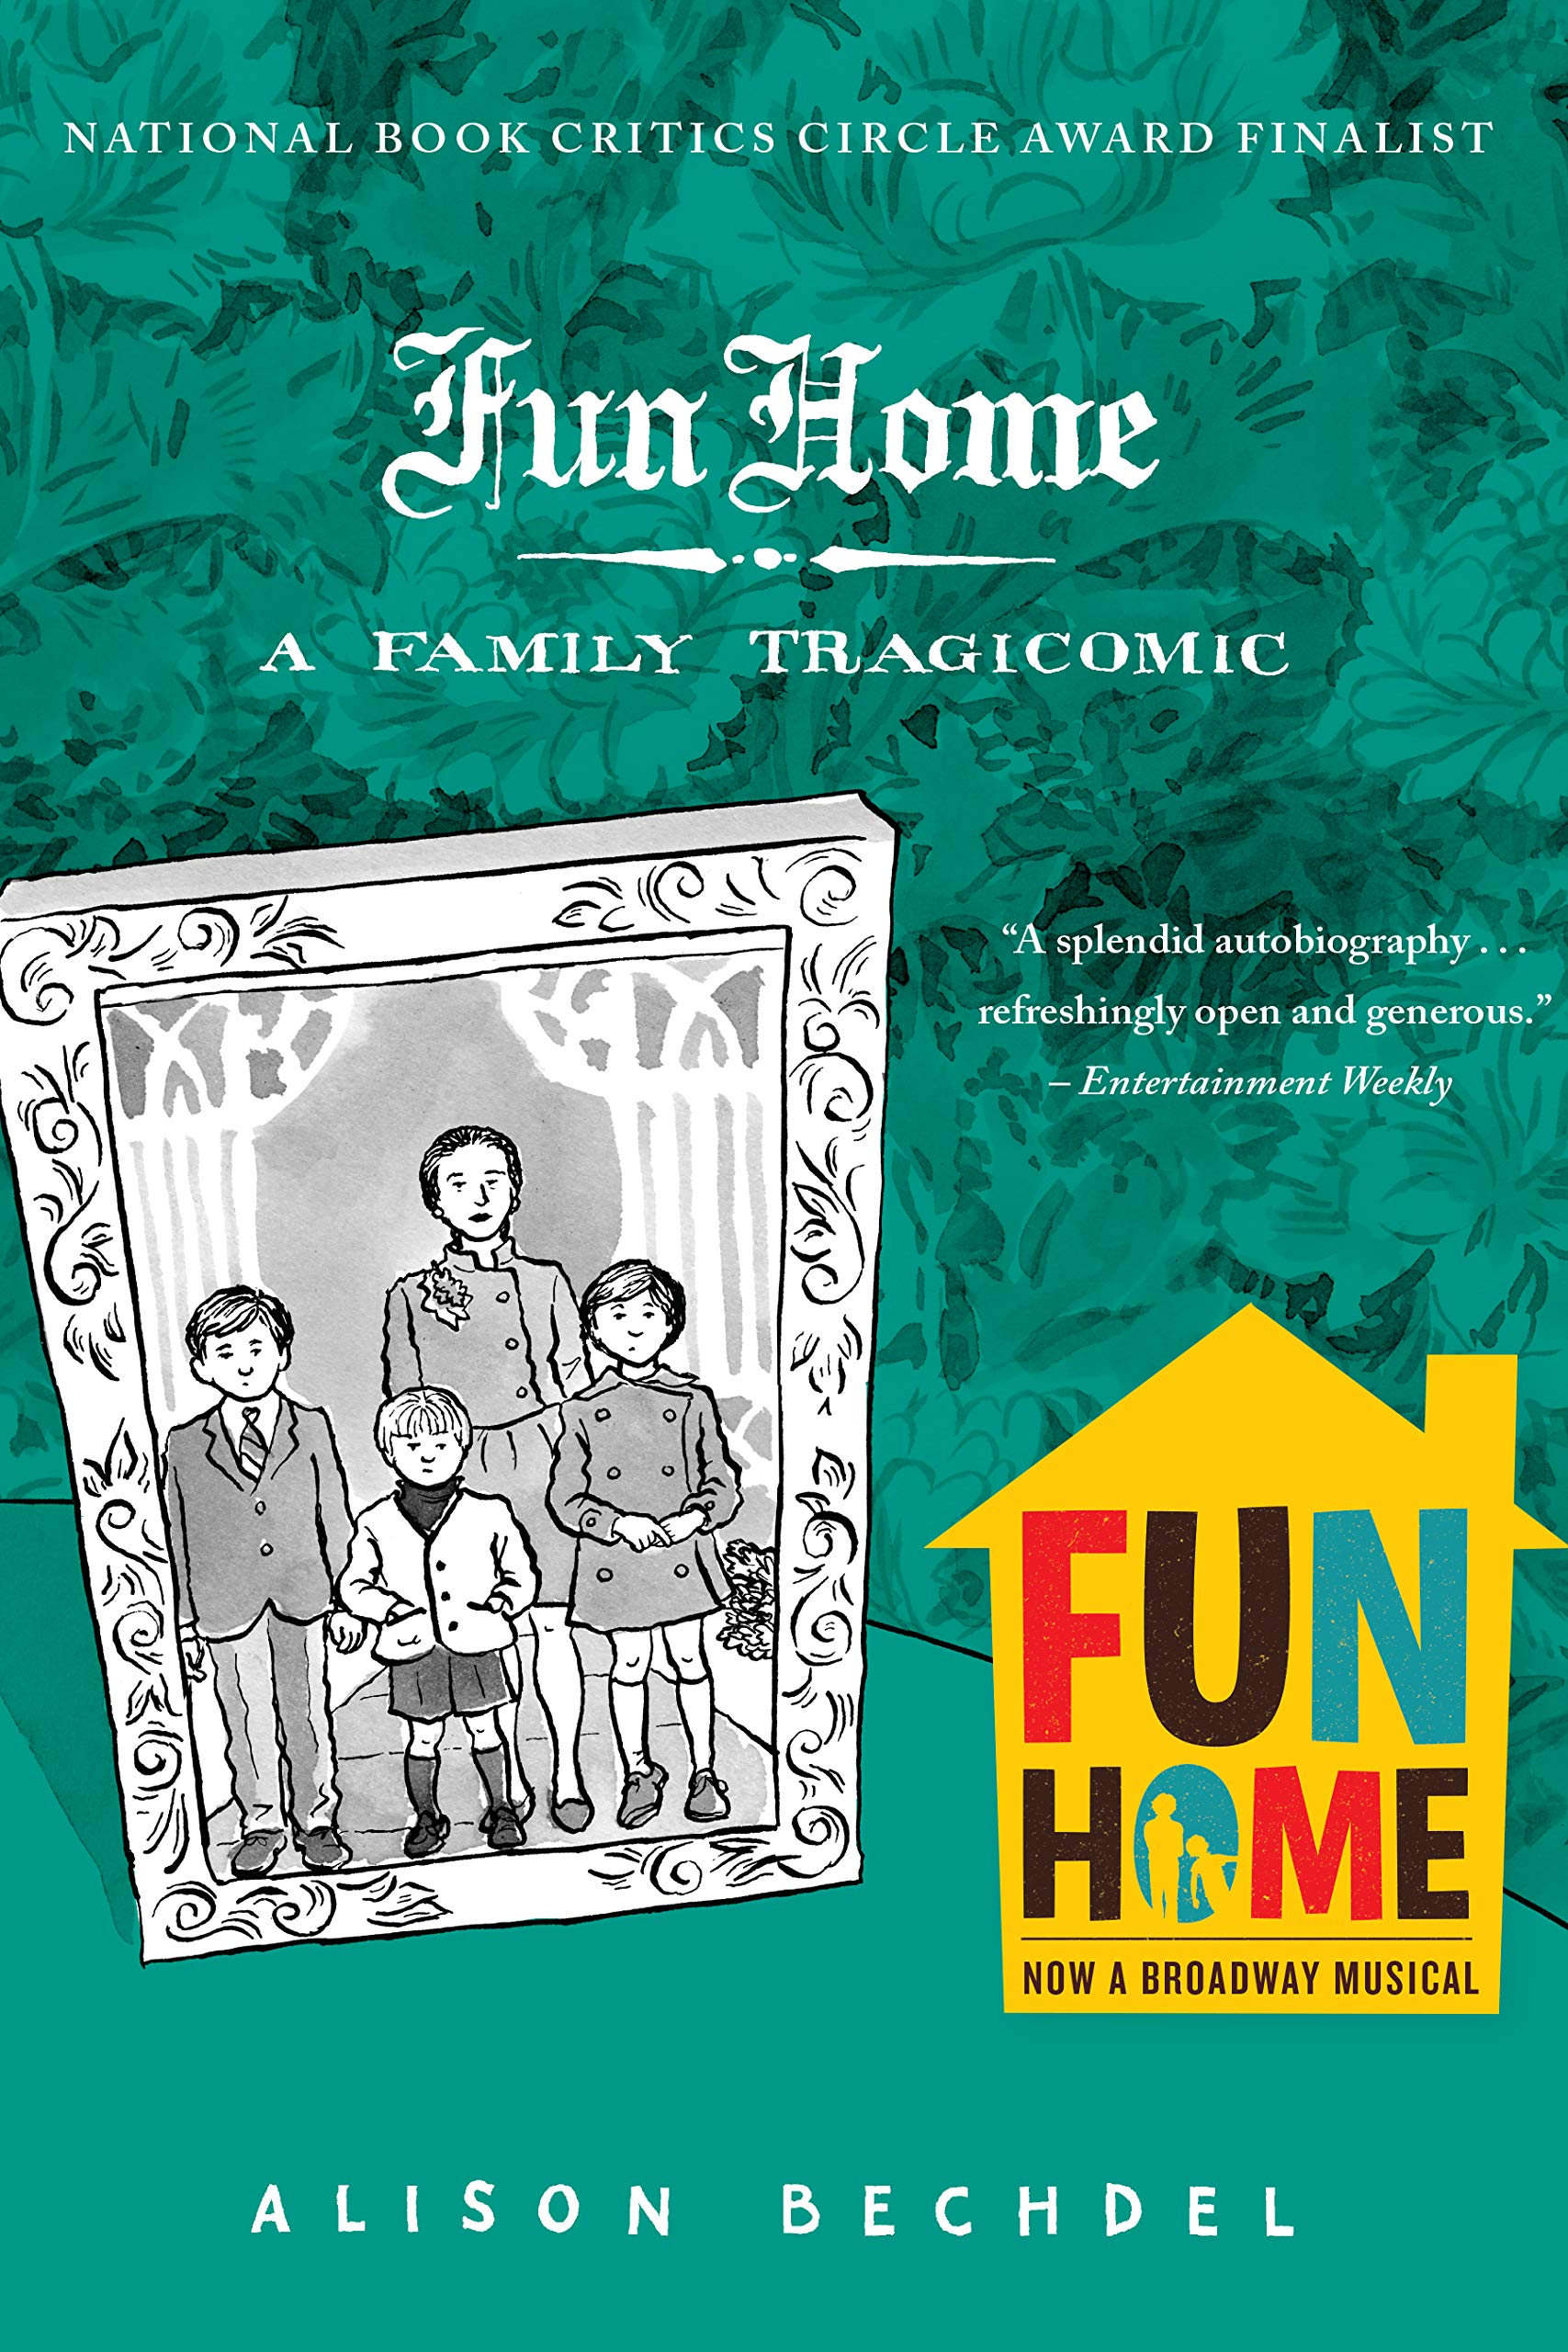 NATIONAL BOOK CRITICS CIRCLE AWARD FINALIST
Fun Home
A FAMILY TRAGICOMIC
“A splendid autobiography . . .
refreshingly open and generous.”
– Entertainment Weekly
FUN
HOME
NOW A BROADWAY MUSICAL
ALISON BECHDEL